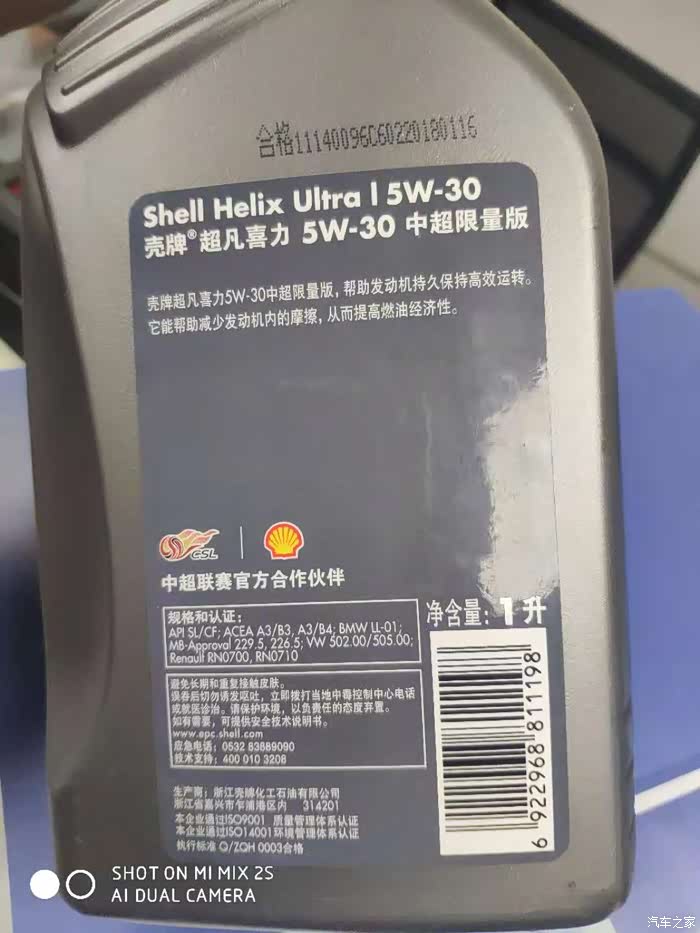 合格11140096C60220180116
Shell Helix Ultra l 5W-30
壳牌®超凡喜力 5W-30 中超限量版
壳牌超凡喜力5W-30中超限量版, 帮助发动机持久保持高效运转。
它能帮助减少发动机内的摩擦, 从而提高燃油经济性。
CSL
中超联赛官方合作伙伴
规格和认证:
API SL/CF; ACEA A3/B3, A3/B4; BMW LL-01;
MB-Approval 229.5, 226.5; VW 502.00/505.00;
Renault RN0700, RN0710
净含量: 1 升
避免长期和重复接触皮肤。
误吞后切勿诱发呕吐, 立即拨打当地中毒控制中心电话
或就医诊治。请保护环境, 以负责任的态度弃置。
如有需要, 可提供安全技术说明书。
www.epc.shell.com
应急电话: 0532 83889090
技术支持: 400 010 3208
6 922968 811198
生产商: 浙江壳牌化工石油有限公司
浙江省嘉兴市乍浦港区内 314201
本企业通过ISO9001 质量管理体系认证
本企业通过ISO14001环境管理体系认证
执行标准 Q/ZQH 0003合格
SHOT ON MI MIX 2S
AI DUAL CAMERA
汽车之家